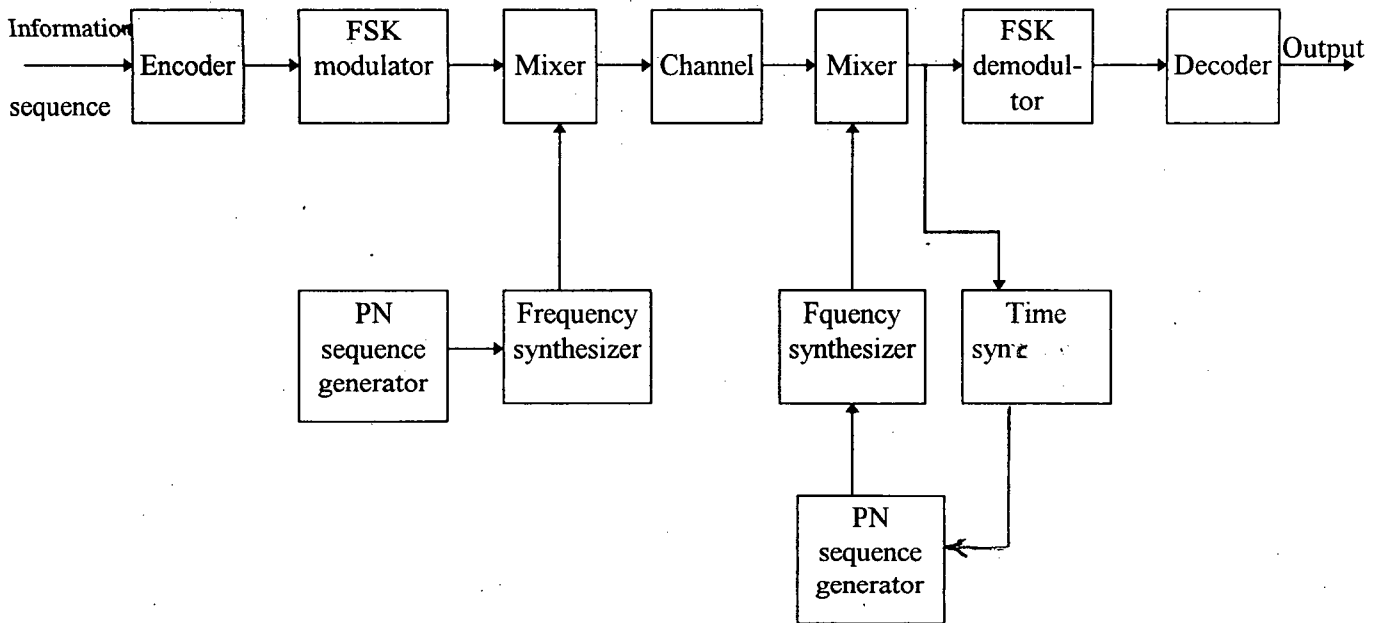 Information
sequence
Encoder
FSK
modulator
Mixer
Channel
Mixer
FSK
demodul-
tor
Decoder
Output
PN
sequence
generator
Frequency
synthesizer
Fquency
synthesizer
Time
sync
PN
sequence
generator